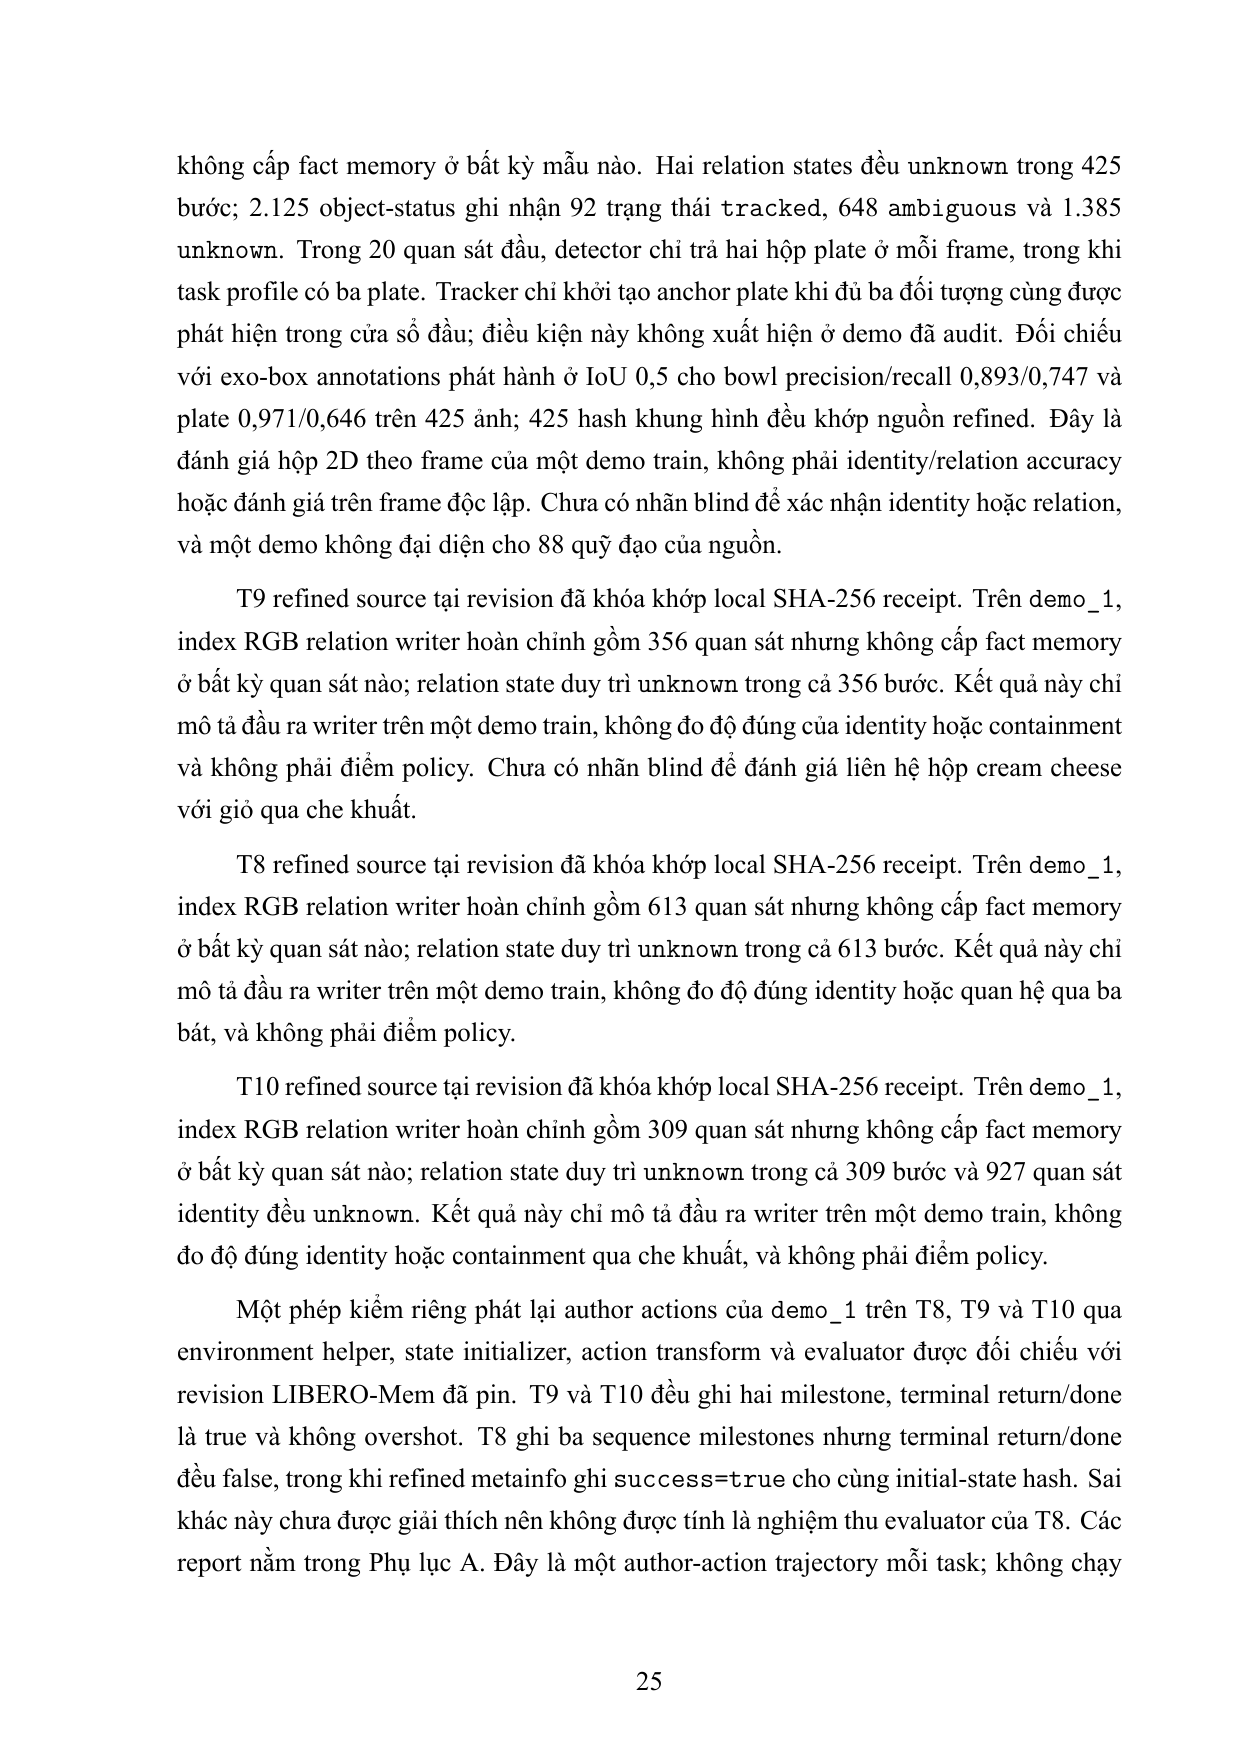 không cấp fact memory ở bất kỳ mẫu nào. Hai relation states đều unknown trong 425
bước; 2.125 object-status ghi nhận 92 trạng thái tracked, 648 ambiguous và 1.385
unknown. Trong 20 quan sát đầu, detector chỉ trả hai hộp plate ở mỗi frame, trong khi
task profile có ba plate. Tracker chỉ khởi tạo anchor plate khi đủ ba đối tượng cùng được
phát hiện trong cửa sổ đầu; điều kiện này không xuất hiện ở demo đã audit. Đối chiếu
với exo-box annotations phát hành ở IoU 0,5 cho bowl precision/recall 0,893/0,747 và
plate 0,971/0,646 trên 425 ảnh; 425 hash khung hình đều khớp nguồn refined. Đây là
đánh giá hộp 2D theo frame của một demo train, không phải identity/relation accuracy
hoặc đánh giá trên frame độc lập. Chưa có nhãn blind để xác nhận identity hoặc relation,
và một demo không đại diện cho 88 quỹ đạo của nguồn.
T9 refined source tại revision đã khóa khớp local SHA-256 receipt. Trên demo_1,
index RGB relation writer hoàn chỉnh gồm 356 quan sát nhưng không cấp fact memory
ở bất kỳ quan sát nào; relation state duy trì unknown trong cả 356 bước. Kết quả này chỉ
mô tả đầu ra writer trên một demo train, không đo độ đúng của identity hoặc containment
và không phải điểm policy. Chưa có nhãn blind để đánh giá liên hệ hộp cream cheese
với giỏ qua che khuất.
T8 refined source tại revision đã khóa khớp local SHA-256 receipt. Trên demo_1,
index RGB relation writer hoàn chỉnh gồm 613 quan sát nhưng không cấp fact memory
ở bất kỳ quan sát nào; relation state duy trì unknown trong cả 613 bước. Kết quả này chỉ
mô tả đầu ra writer trên một demo train, không đo độ đúng identity hoặc quan hệ qua ba
bát, và không phải điểm policy.
T10 refined source tại revision đã khóa khớp local SHA-256 receipt. Trên demo_1,
index RGB relation writer hoàn chỉnh gồm 309 quan sát nhưng không cấp fact memory
ở bất kỳ quan sát nào; relation state duy trì unknown trong cả 309 bước và 927 quan sát
identity đều unknown. Kết quả này chỉ mô tả đầu ra writer trên một demo train, không
đo độ đúng identity hoặc containment qua che khuất, và không phải điểm policy.
Một phép kiểm riêng phát lại author actions của demo_1 trên T8, T9 và T10 qua
environment helper, state initializer, action transform và evaluator được đối chiếu với
revision LIBERO-Mem đã pin. T9 và T10 đều ghi hai milestone, terminal return/done
là true và không overshot. T8 ghi ba sequence milestones nhưng terminal return/done
đều false, trong khi refined metainfo ghi success=true cho cùng initial-state hash. Sai
khác này chưa được giải thích nên không được tính là nghiệm thu evaluator của T8. Các
report nằm trong Phụ lục A. Đây là một author-action trajectory mỗi task; không chạy
25